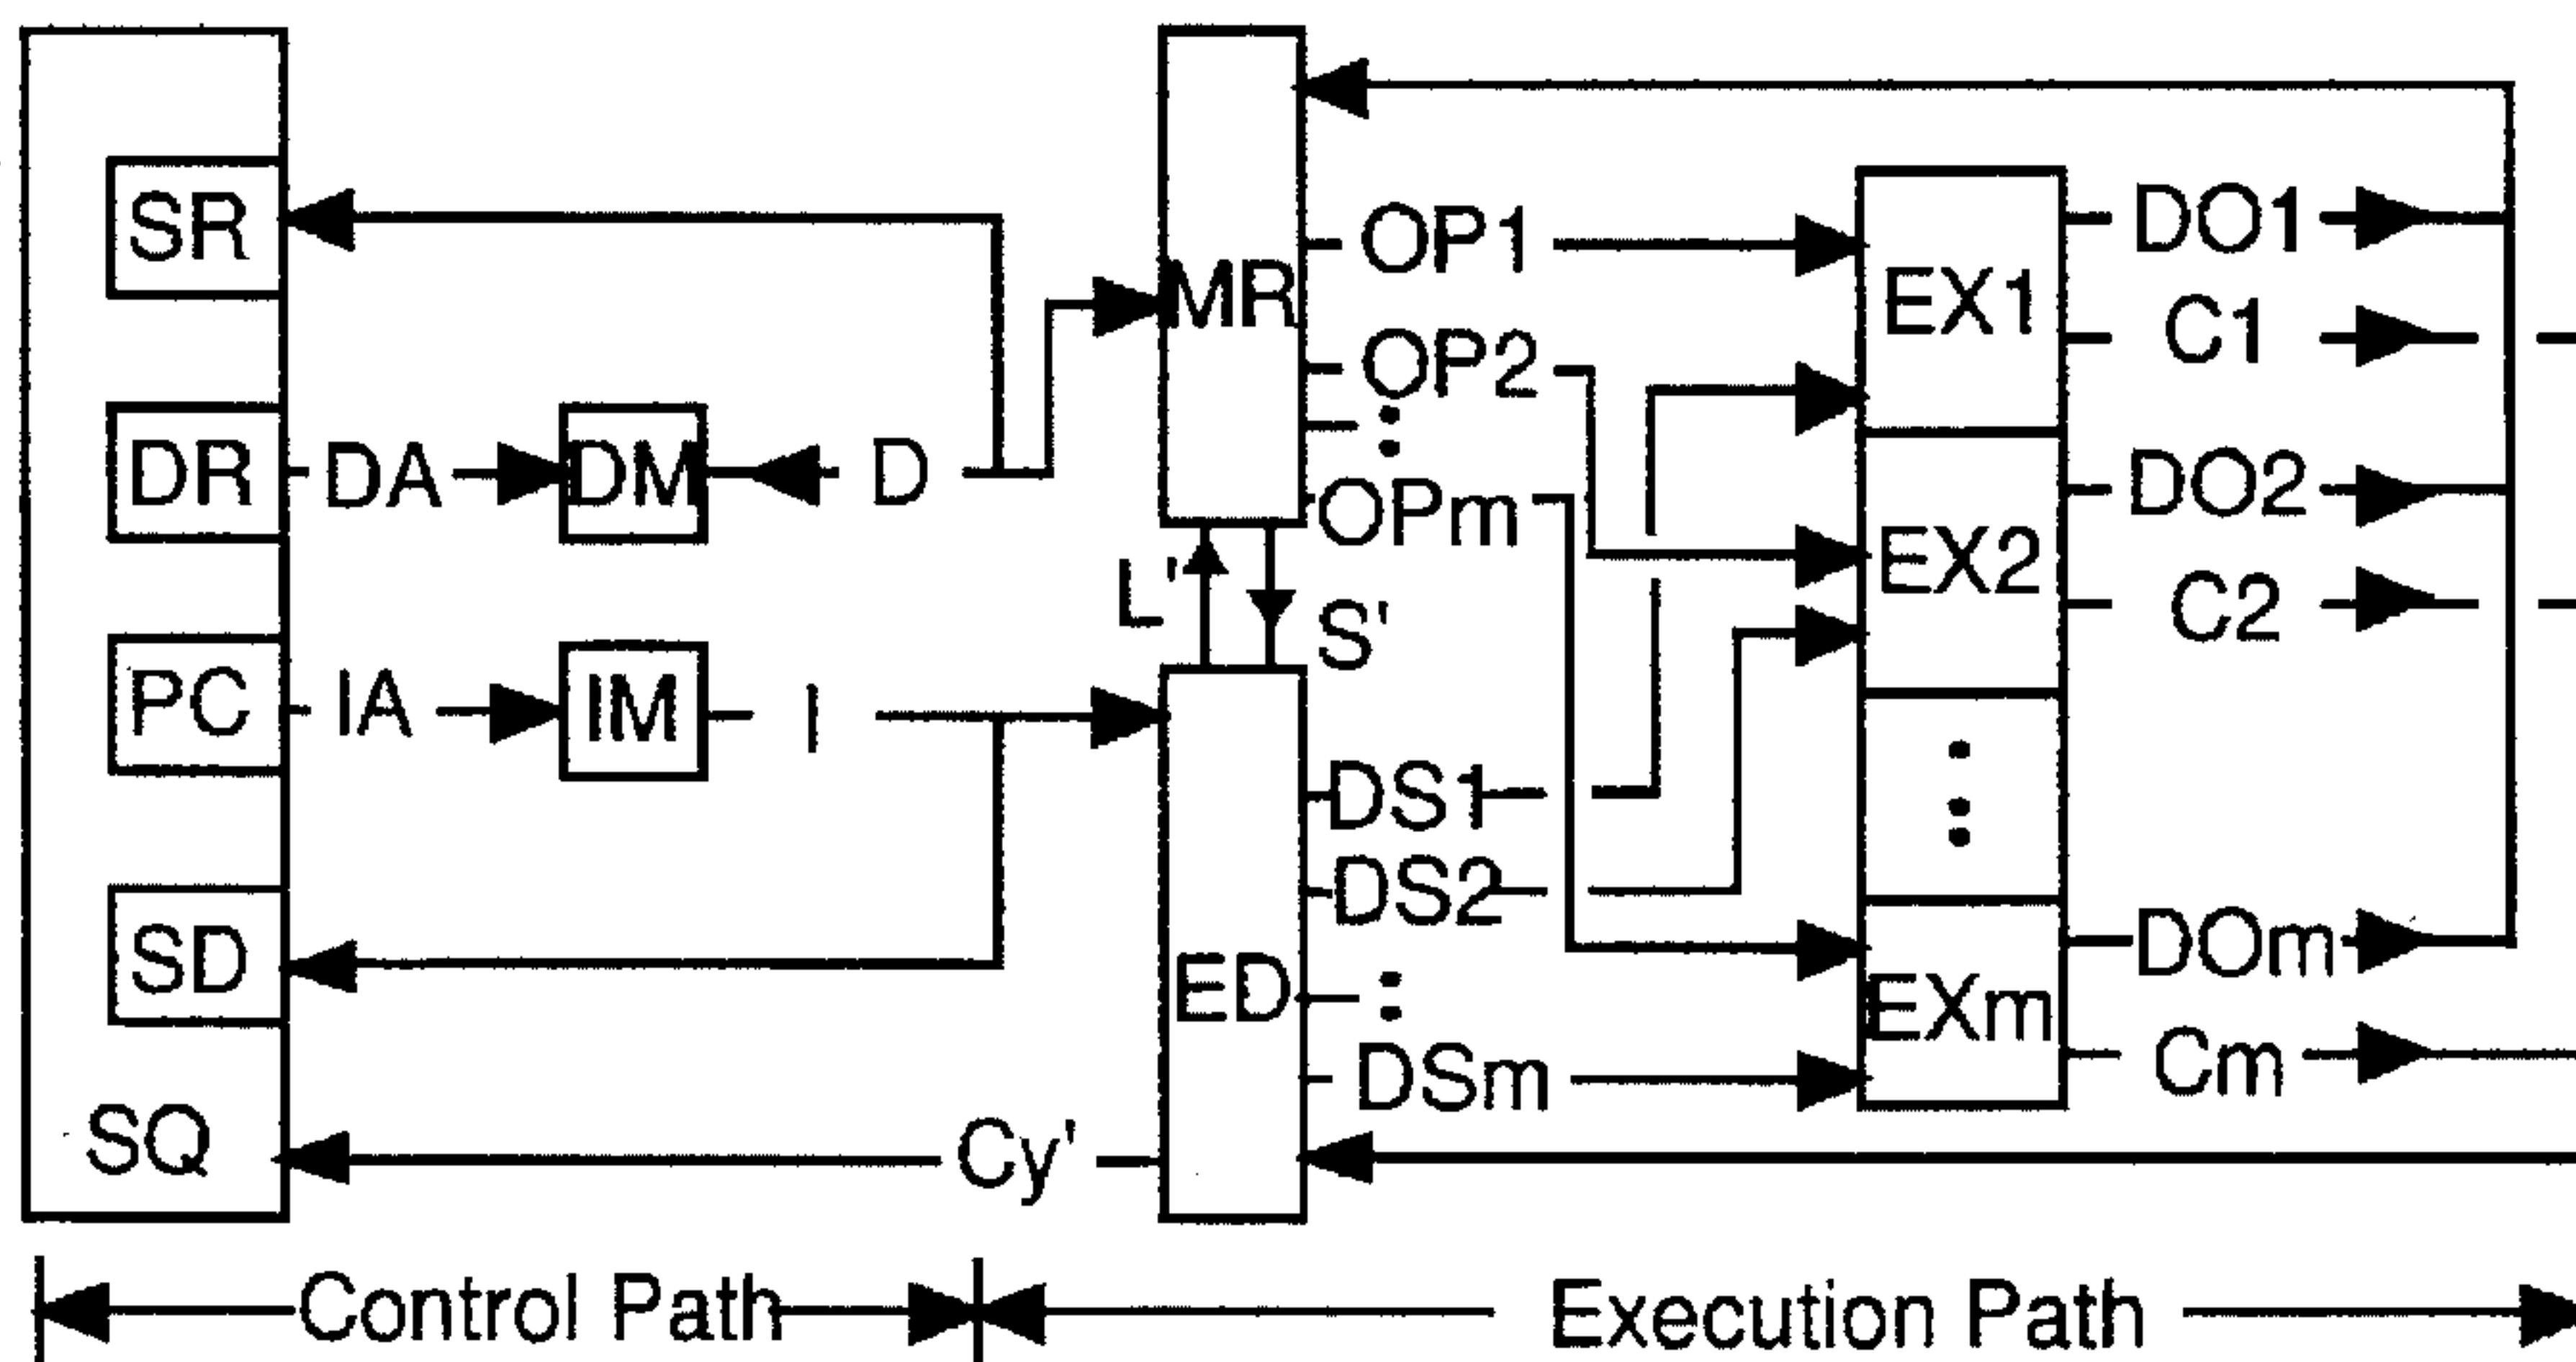 SR
DR
DA
DM
D
PC
IA
IM
I
SD
SQ
Cy'
MR
L'
S'
ED
OP1
OP2
OPm
DS1
DS2
DSm
EX1
EX2
EXm
DO1
C1
DO2
C2
DOm
Cm
Control Path
Execution Path